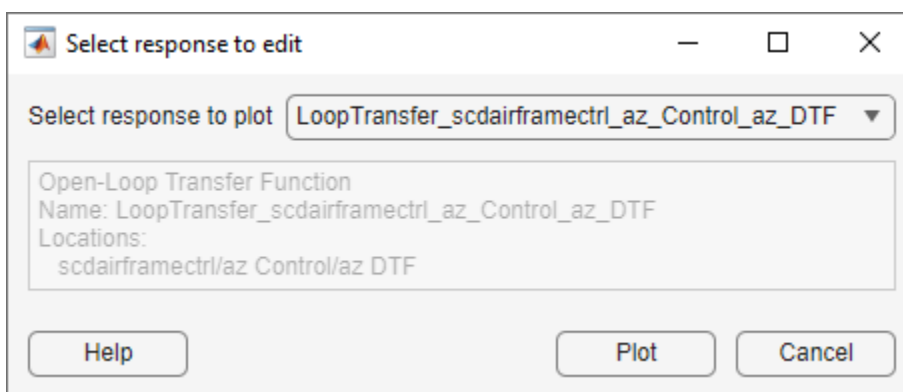 Select response to edit
Select response to plot LoopTransfer_scdairframectrl_az_Control_az_DTF
Open-Loop Transfer Function
Name: LoopTransfer_scdairframectrl_az_Control_az_DTF
Locations:
scdairframectrl/az Control/az DTF
Help Plot Cancel